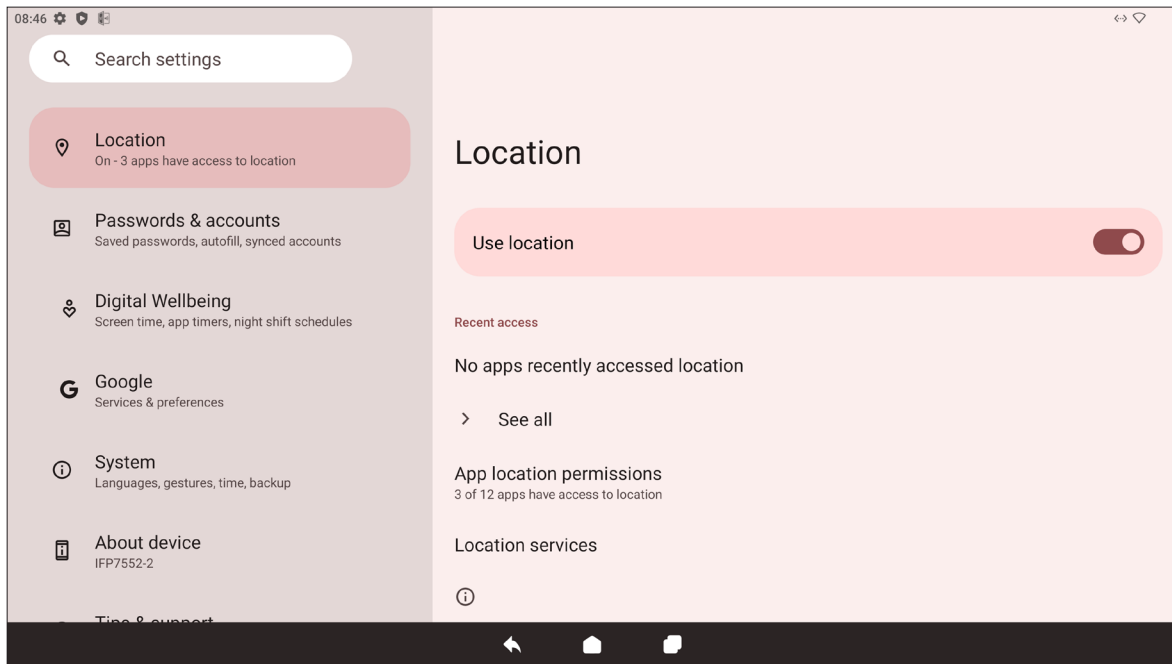 08:46
Search settings
Location
On - 3 apps have access to location
Passwords & accounts
Saved passwords, autofill, synced accounts
Digital Wellbeing
Screen time, app timers, night shift schedules
Google
Services & preferences
System
Languages, gestures, time, backup
About device
IFP7552-2
Tips & support
Location
Use location
Recent access
No apps recently accessed location
See all
App location permissions
3 of 12 apps have access to location
Location services